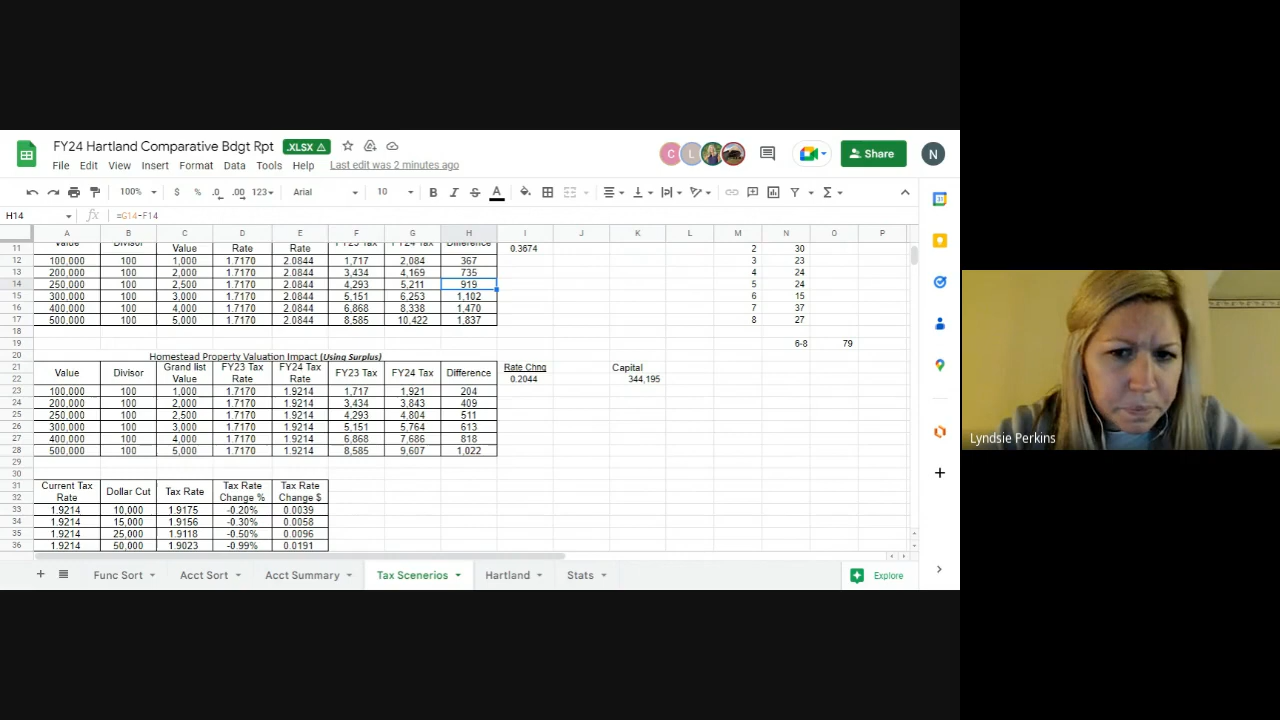 FY24 Hartland Comparative Bdgt Rpt .XLSX
File Edit View Insert Format Data Tools Help Last edit was 2 minutes ago
C L Share N
100% $ % .0 .00 123 Arial 10 B I S A
H14 fx =G14-F14
A B C D E F G H I J K L M N O P
11 Value Divisor Value Rate Rate FY23 Tax FY24 Tax Difference 0.3674 2 30
12 100,000 100 1,000 1.7170 2.0844 1,717 2,084 367 3 23
13 200,000 100 2,000 1.7170 2.0844 3,434 4,169 735 4 24
14 250,000 100 2,500 1.7170 2.0844 4,293 5,211 919 5 24
15 300,000 100 3,000 1.7170 2.0844 5,151 6,253 1,102 6 15
16 400,000 100 4,000 1.7170 2.0844 6,868 8,338 1,470 7 37
17 500,000 100 5,000 1.7170 2.0844 8,585 10,422 1,837 8 27
18
19 6-8 79
20 Homestead Property Valuation Impact (Using Surplus)
21 Grand list FY23 Tax FY24 Tax Rate Chng Capital
Value Divisor FY23 Tax FY24 Tax Difference
22 Value Rate Rate 0.2044 344,195
23 100,000 100 1,000 1.7170 1.9214 1,717 1,921 204
24 200,000 100 2,000 1.7170 1.9214 3,434 3,843 409
25 250,000 100 2,500 1.7170 1.9214 4,293 4,804 511
26 300,000 100 3,000 1.7170 1.9214 5,151 5,764 613
27 400,000 100 4,000 1.7170 1.9214 6,868 7,686 818
28 500,000 100 5,000 1.7170 1.9214 8,585 9,607 1,022
29
30
31 Current Tax Tax Rate Tax Rate
Dollar Cut Tax Rate
32 Rate Change % Change $
33 1.9214 10,000 1.9175 -0.20% 0.0039
34 1.9214 15,000 1.9156 -0.30% 0.0058
35 1.9214 25,000 1.9118 -0.50% 0.0096
36 1.9214 50,000 1.9023 -0.99% 0.0191
Func Sort Acct Sort Acct Summary Tax Scenerios Hartland Stats Explore
Lyndsie Perkins